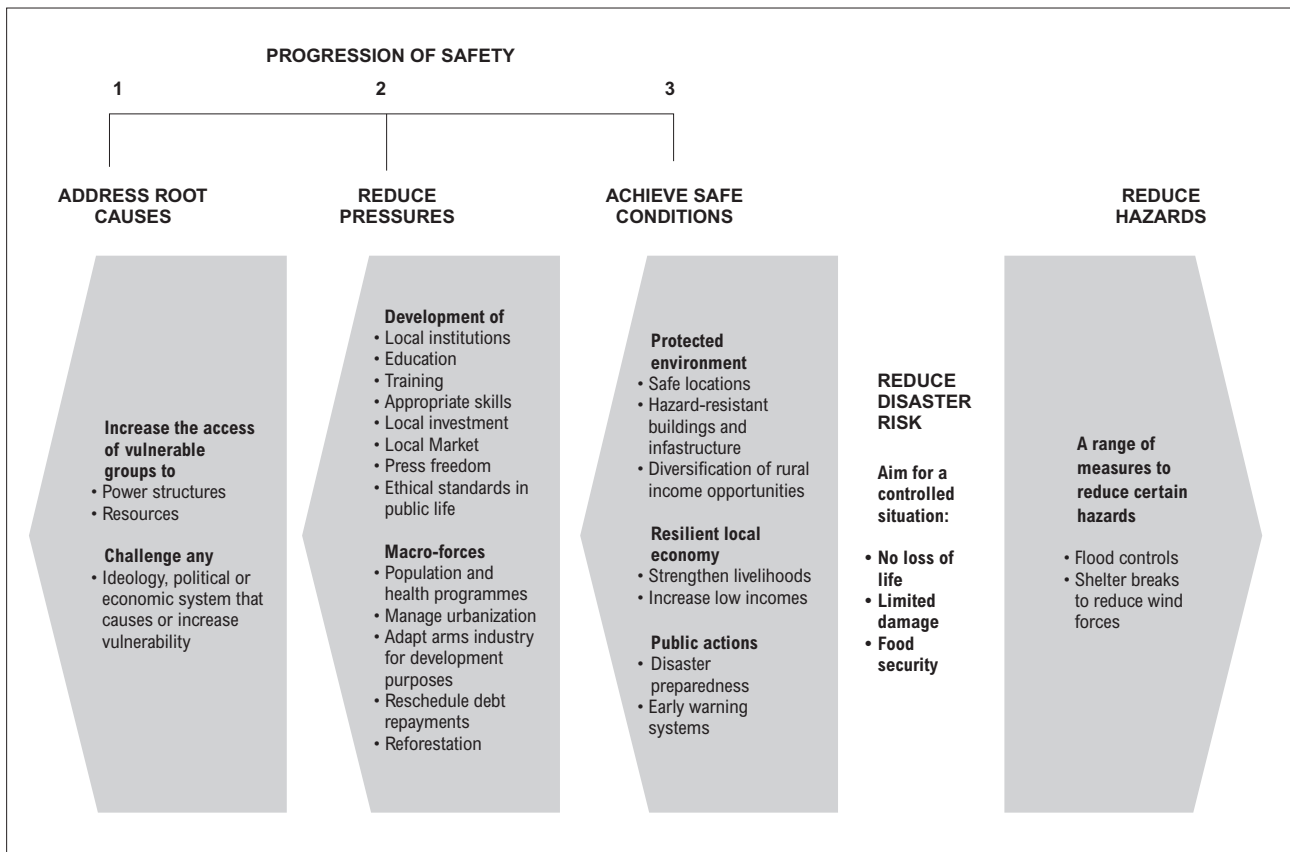 PROGRESSION OF SAFETY
1
2
3
ADDRESS ROOT
CAUSES
REDUCE
PRESSURES
ACHIEVE SAFE
CONDITIONS
REDUCE
HAZARDS
Increase the access
of vulnerable
groups to
• Power structures
• Resources
Challenge any
• Ideology, political or
economic system that
causes or increase
vulnerability
Development of
• Local institutions
• Education
• Training
• Appropriate skills
• Local investment
• Local Market
• Press freedom
• Ethical standards in
public life
Macro-forces
• Population and
health programmes
• Manage urbanization
• Adapt arms industry
for development
purposes
• Reschedule debt
repayments
• Reforestation
Protected
environment
• Safe locations
• Hazard-resistant
buildings and
infastructure
• Diversification of rural
income opportunities
Resilient local
economy
• Strengthen livelihoods
• Increase low incomes
Public actions
• Disaster
preparedness
• Early warning
systems
REDUCE
DISASTER
RISK
Aim for a
controlled
situation:
• No loss of
life
• Limited
damage
• Food
security
A range of
measures to
reduce certain
hazards
• Flood controls
• Shelter breaks
to reduce wind
forces